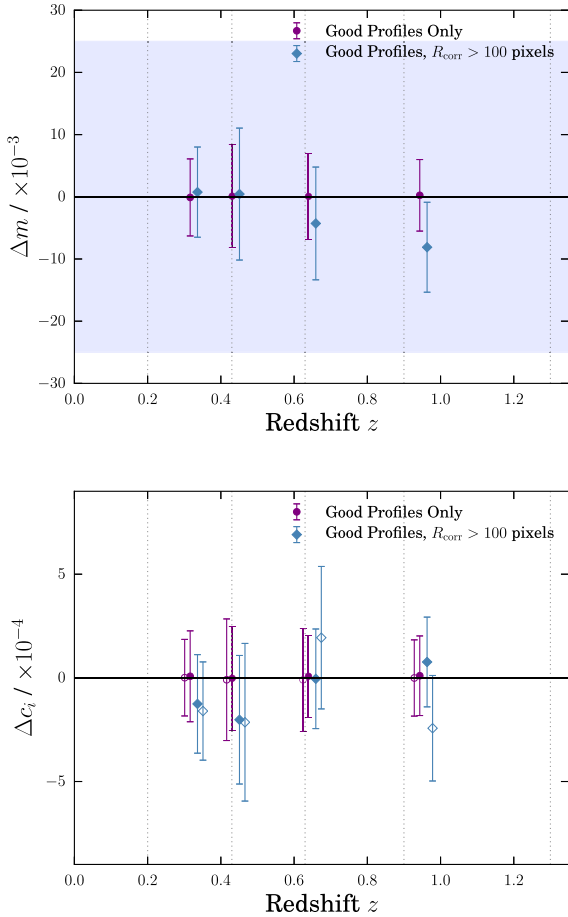 30
20
10
0
−10
−20
−30
Δm / ×10⁻³
Good Profiles Only
Good Profiles, R_corr > 100 pixels
0.0 0.2 0.4 0.6 0.8 1.0 1.2
Redshift z
5
0
−5
Δc_i / ×10⁻⁴
Good Profiles Only
Good Profiles, R_corr > 100 pixels
0.0 0.2 0.4 0.6 0.8 1.0 1.2
Redshift z